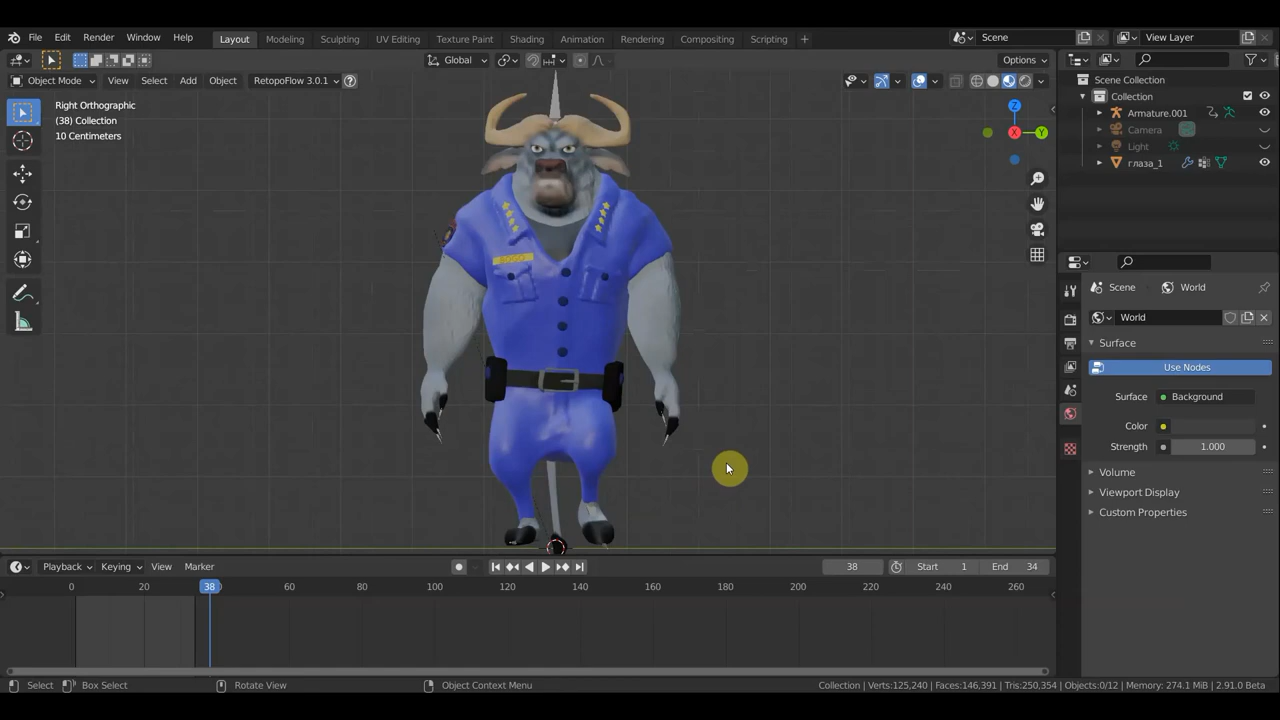 File Edit Render Window Help Layout Modeling Sculpting UV Editing Texture Paint Shading Animation Rendering Compositing Scripting + Scene View Layer
Global Options
Object Mode View Select Add Object RetopoFlow 3.0.1
Right Orthographic
(38) Collection
10 Centimeters
Z
X
Y
BOGO
Scene Collection
Collection
Armature.001
Camera
Light
глаза_1
Scene World
World
Surface
Use Nodes
Surface Background
Color
Strength 1.000
Volume
Viewport Display
Custom Properties
Playback Keying View Marker 38 Start 1 End 34
0 20 38 60 80 100 120 140 160 180 200 220 240 260
Select Box Select Rotate View Object Context Menu Collection | Verts:125,240 | Faces:146,391 | Tris:250,354 | Objects:0/12 | Memory: 274.1 MiB | 2.91.0 Beta